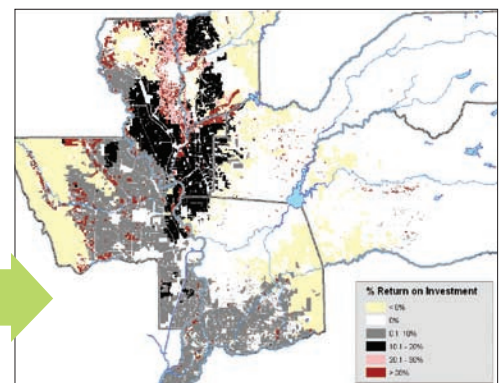 % Return on Investment
< 0%
0%
0.1 - 10%
10.1 - 20%
20.1 - 30%
> 30%